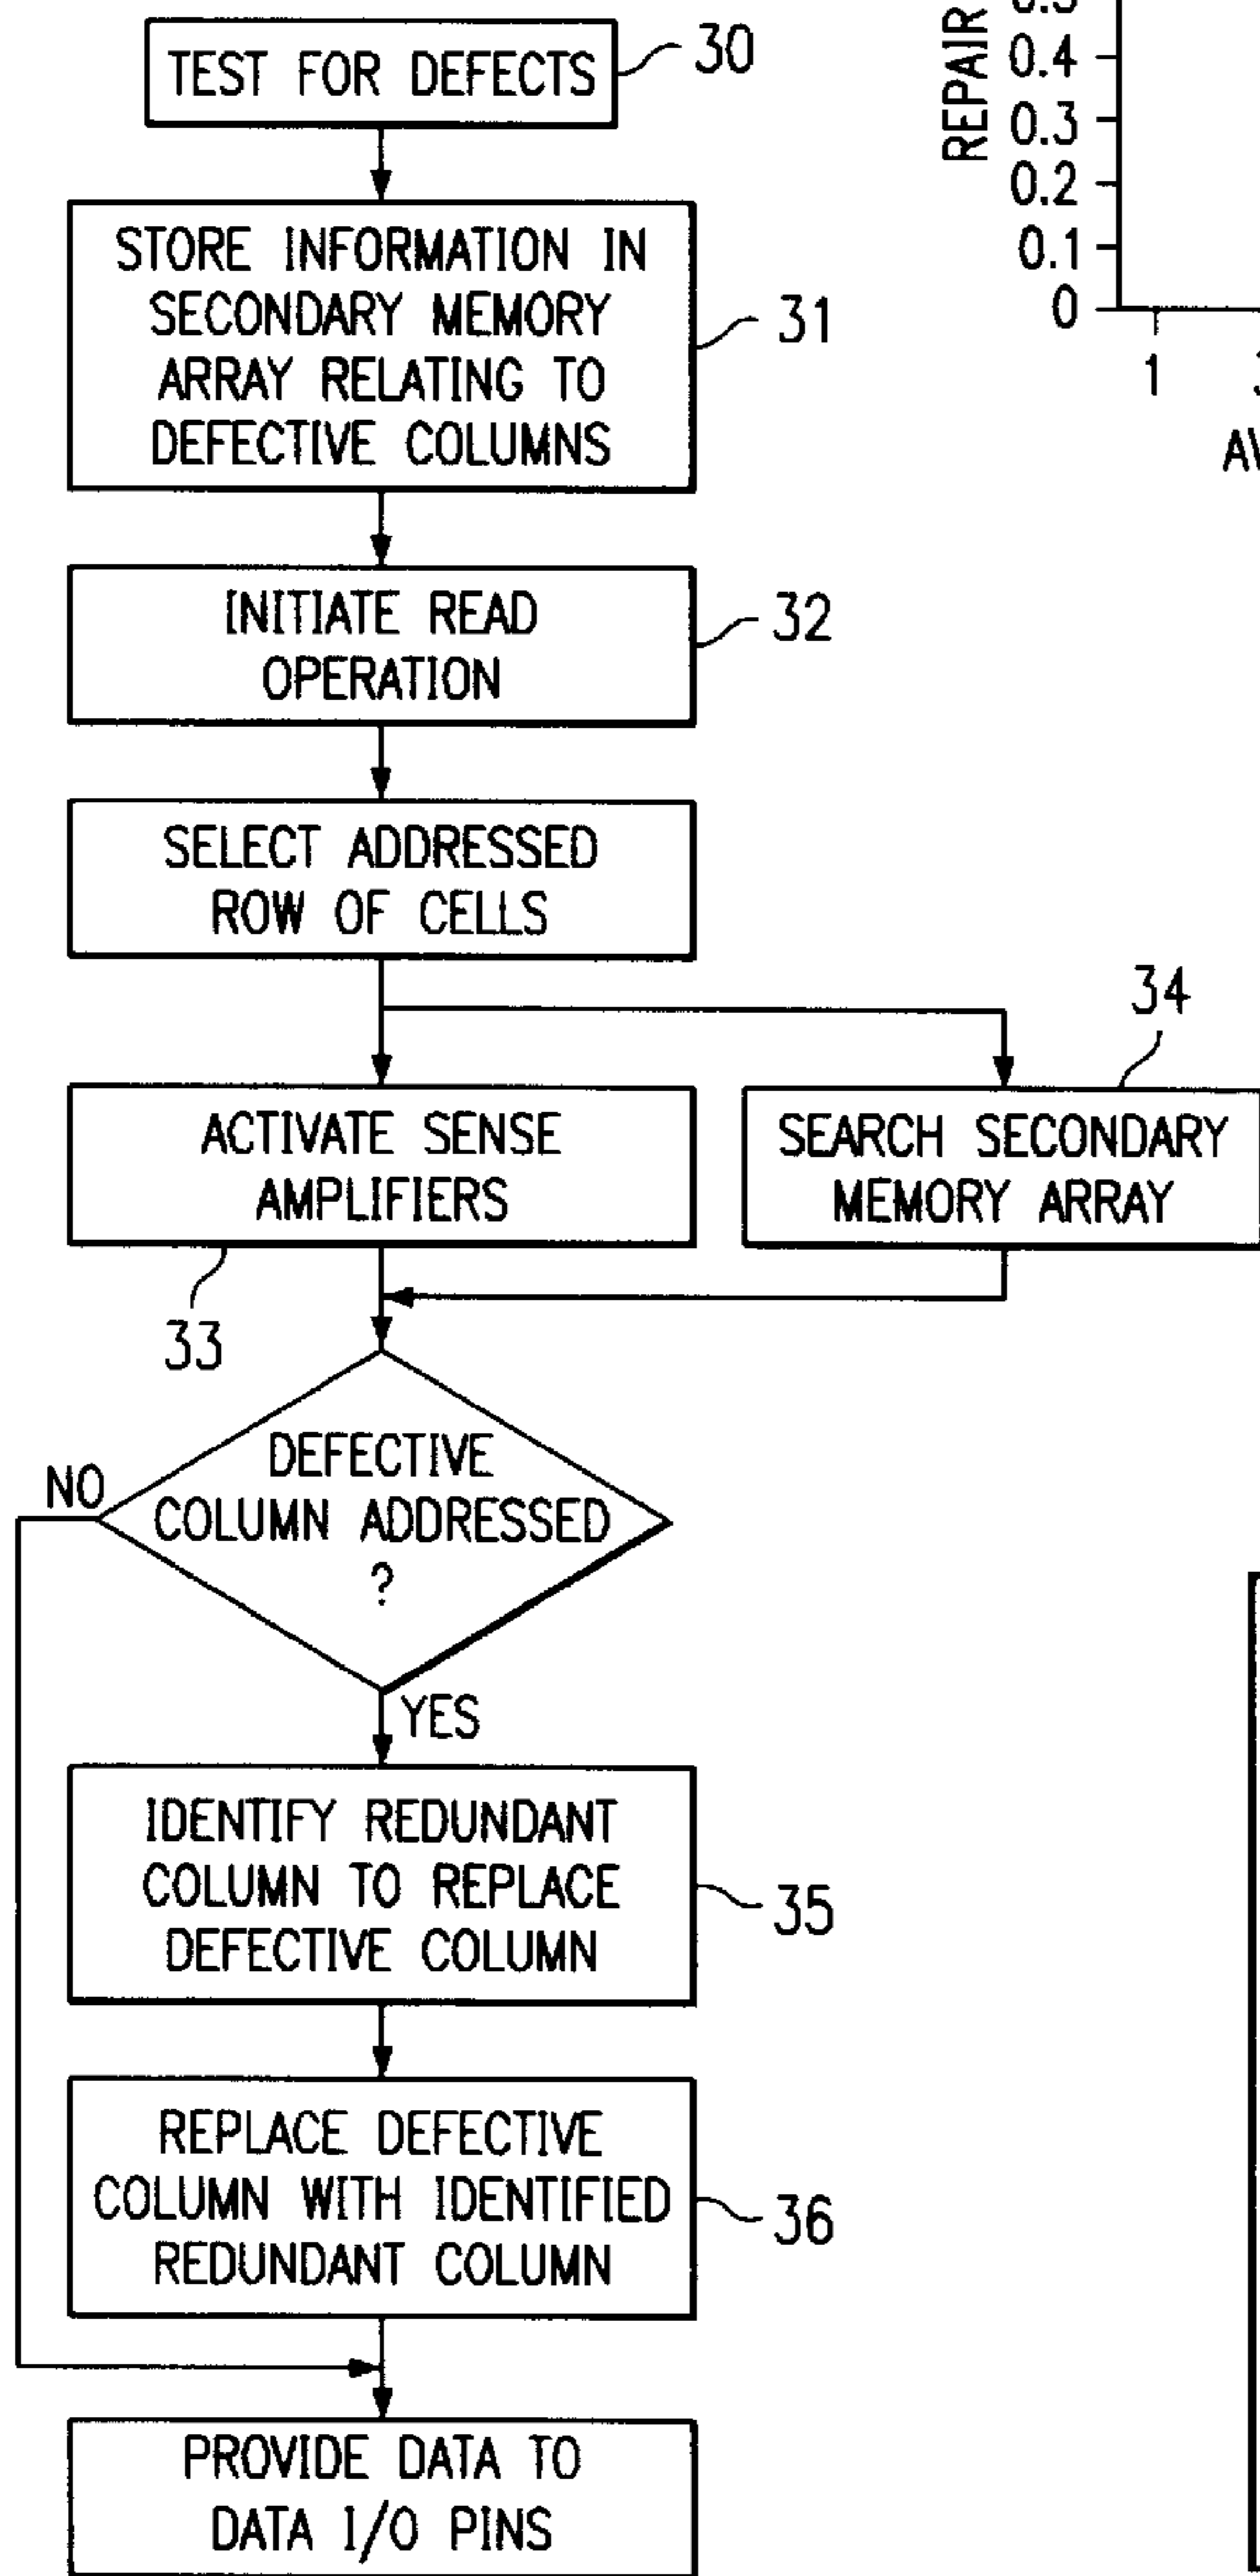 TEST FOR DEFECTS
30
STORE INFORMATION IN
SECONDARY MEMORY
ARRAY RELATING TO
DEFECTIVE COLUMNS
31
INITIATE READ
OPERATION
32
SELECT ADDRESSED
ROW OF CELLS
ACTIVATE SENSE
AMPLIFIERS
33
SEARCH SECONDARY
MEMORY ARRAY
34
DEFECTIVE
COLUMN ADDRESSED
?
NO
YES
IDENTIFY REDUNDANT
COLUMN TO REPLACE
DEFECTIVE COLUMN
35
REPLACE DEFECTIVE
COLUMN WITH IDENTIFIED
REDUNDANT COLUMN
36
PROVIDE DATA TO
DATA I/O PINS
REPAIR
0.4
0.3
0.2
0.1
0
1